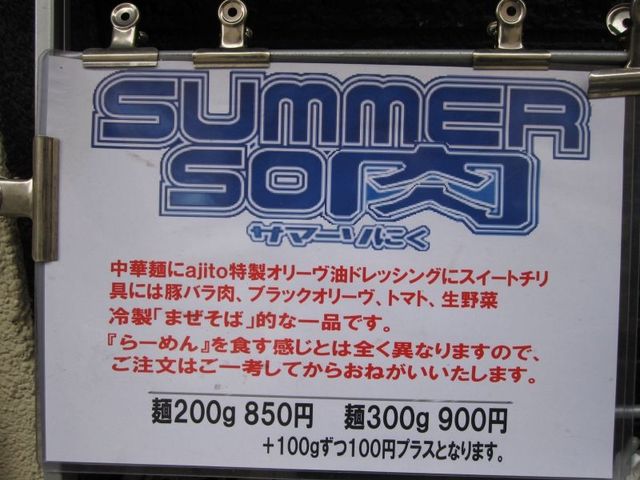 SUMMER
SO肉
サマーソにく
中華麺にajito特製オリーヴ油ドレッシングにスイートチリ
具には豚バラ肉、ブラックオリーヴ、トマト、生野菜
冷製「まぜそば」的な一品です。
『らーめん』を食す感じとは全く異なりますので、
ご注文はご一考してからおねがいいたします。
麺200g 850円 麺300g 900円
+100gずつ100円プラスとなります。